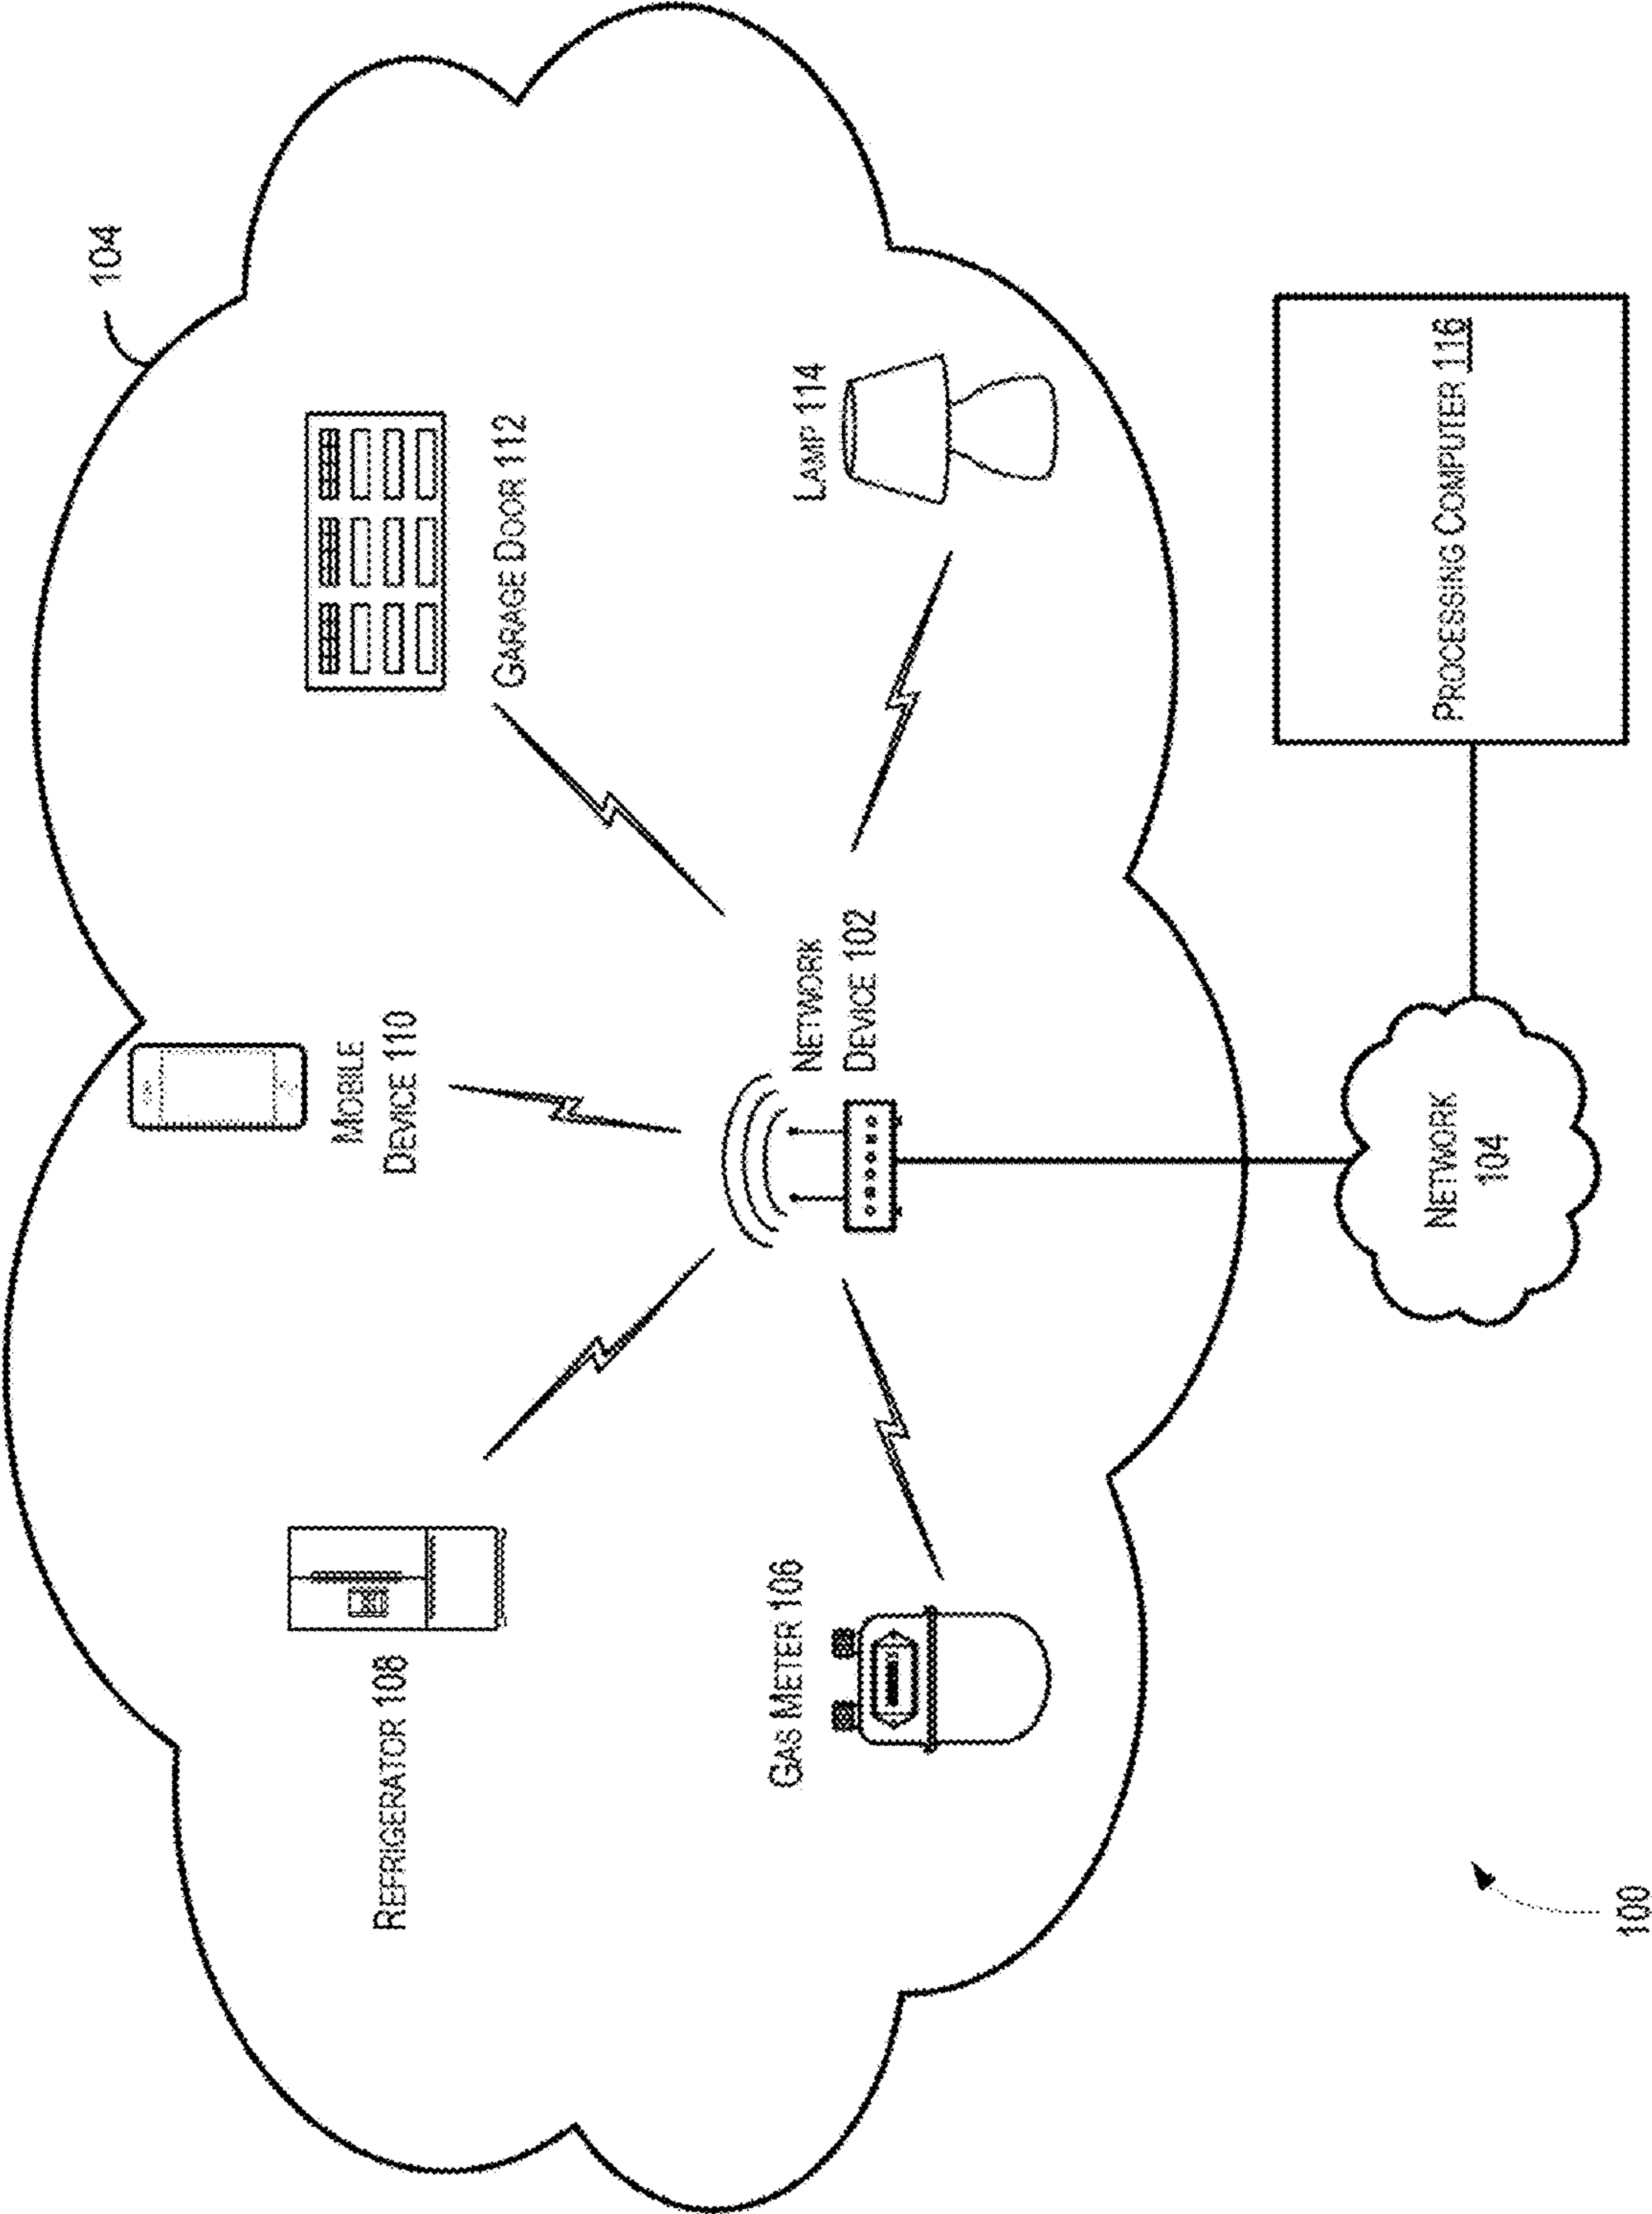 104
MOBILE
DEVICE 110
REFRIGERATOR 108
GARAGE DOOR 112
GAS METER 106
NETWORK
DEVICE 102
LAMP 114
NETWORK
104
PROCESSING COMPUTER 116
100